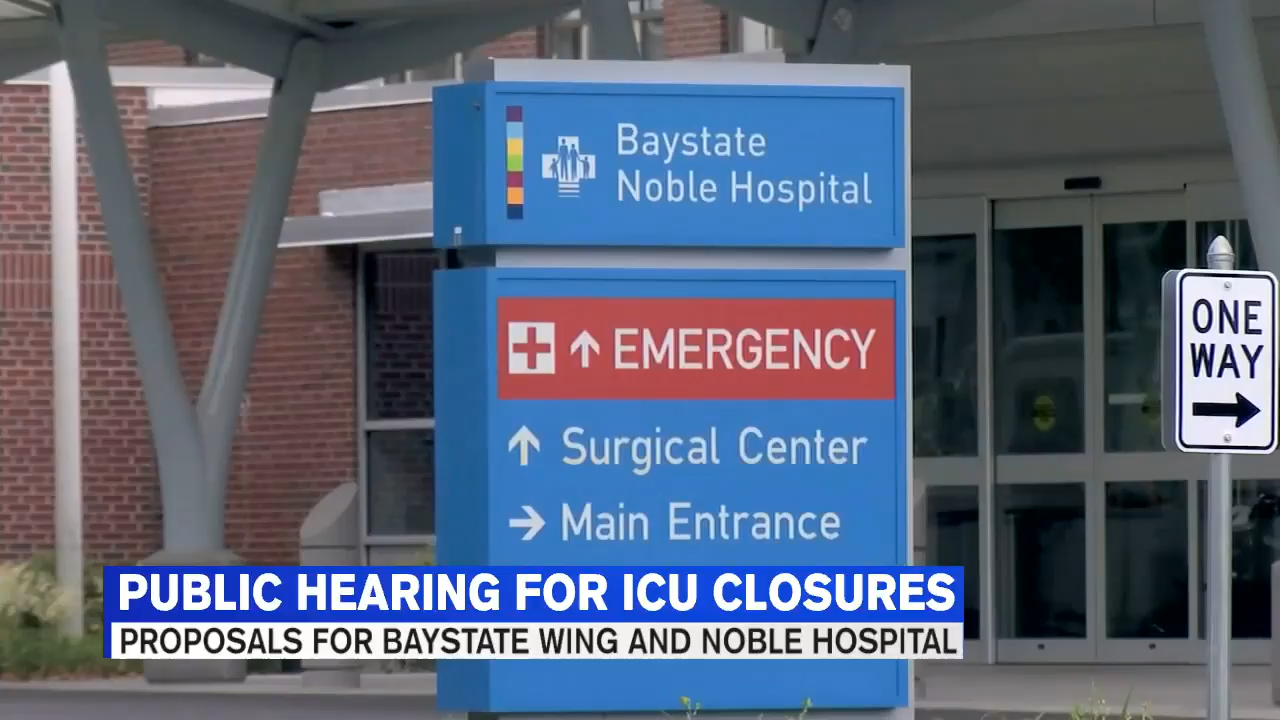 Baystate
Noble Hospital
EMERGENCY
Surgical Center
Main Entrance
ONE
WAY
PUBLIC HEARING FOR ICU CLOSURES
PROPOSALS FOR BAYSTATE WING AND NOBLE HOSPITAL